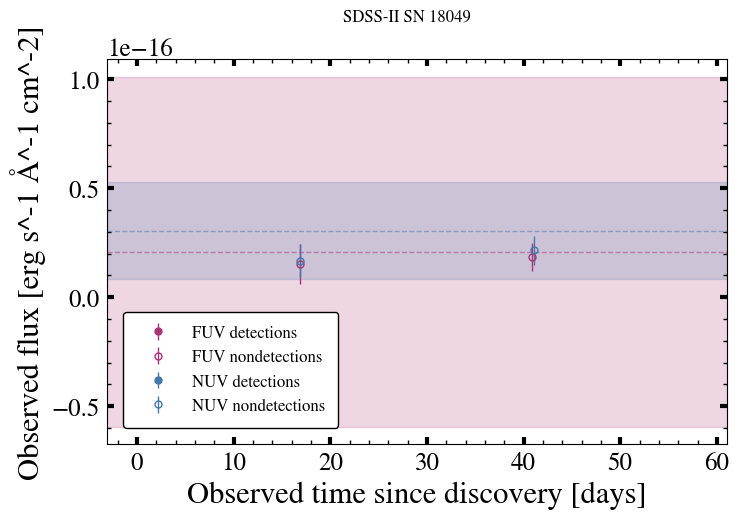 SDSS-II SN 18049
1e−16
Observed flux [erg s^-1 Å^-1 cm^-2]
1.0
0.5
0.0
−0.5
FUV detections
FUV nondetections
NUV detections
NUV nondetections
0 10 20 30 40 50 60
Observed time since discovery [days]